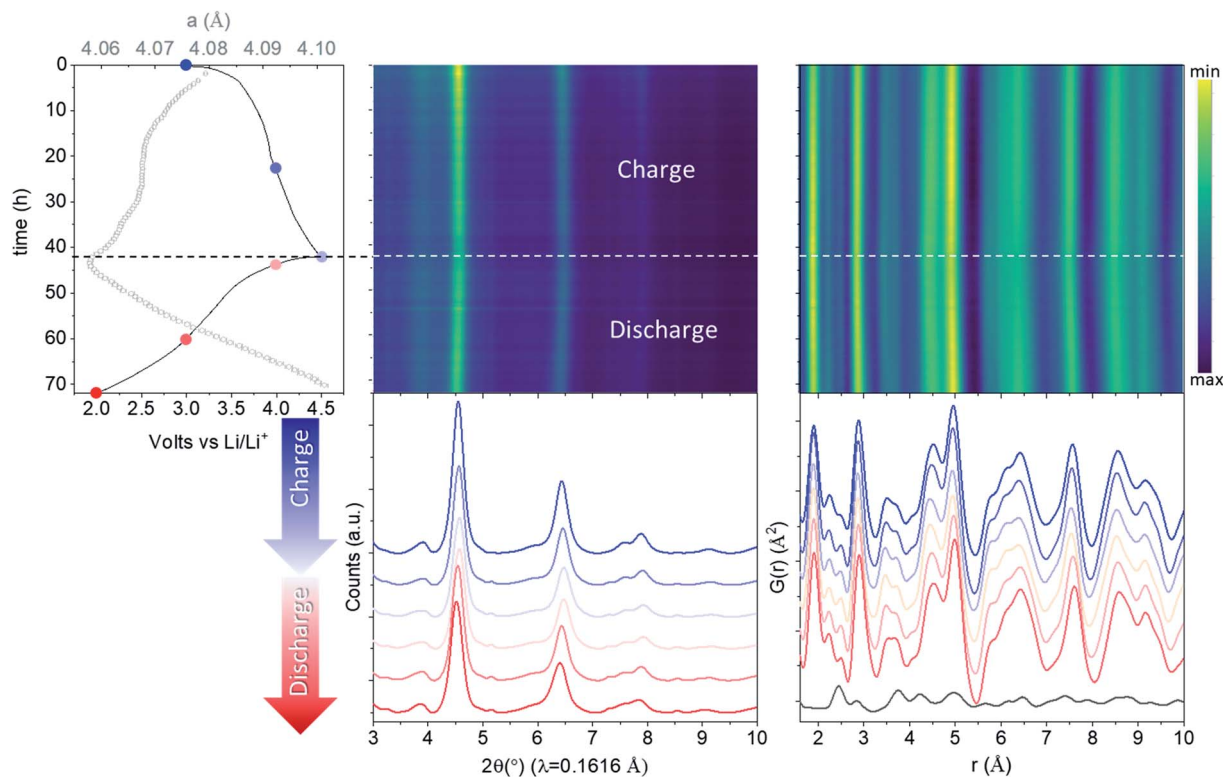 a (Å)
4.06 4.07 4.08 4.09 4.10
0
10
20
30
40
50
60
70
time (h)
2.0 2.5 3.0 3.5 4.0 4.5
Volts vs Li/Li⁺
Charge
Discharge
Charge
Discharge
Counts (a.u.)
3 4 5 6 7 8 9 10
2θ(°) (λ=0.1616 Å)
min
max
G(r) (Å²)
2 3 4 5 6 7 8 9 10
r (Å)